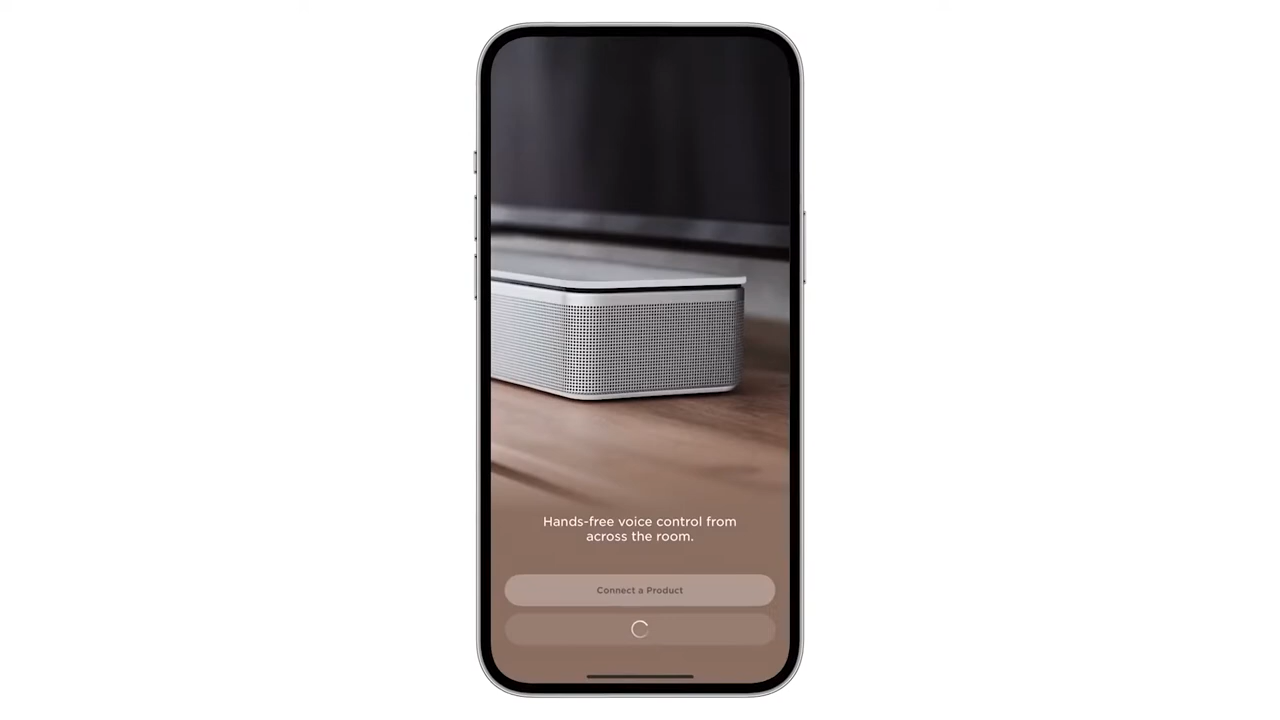 Hands-free voice control from
across the room.
Connect a Product